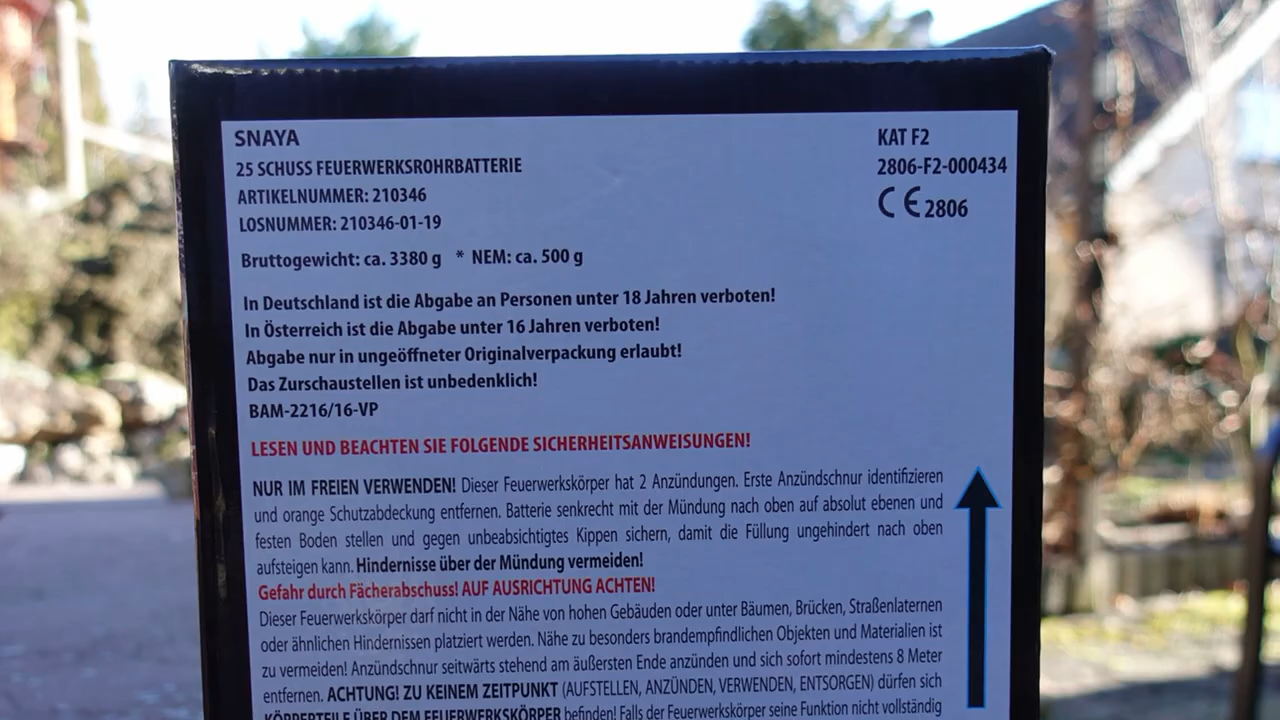 SNAYA
25 SCHUSS FEUERWERKSROHRBATTERIE
ARTIKELNUMMER: 210346
LOSNUMMER: 210346-01-19
KAT F2
2806-F2-000434
CE 2806
Bruttogewicht: ca. 3380 g * NEM: ca. 500 g
In Deutschland ist die Abgabe an Personen unter 18 Jahren verboten!
In Österreich ist die Abgabe unter 16 Jahren verboten!
Abgabe nur in ungeöffneter Originalverpackung erlaubt!
Das Zurschaustellen ist unbedenklich!
BAM-2216/16-VP
LESEN UND BEACHTEN SIE FOLGENDE SICHERHEITSANWEISUNGEN!
NUR IM FREIEN VERWENDEN! Dieser Feuerwerkskörper hat 2 Anzündungen. Erste Anzündschnur identifizieren
und orange Schutzabdeckung entfernen. Batterie senkrecht mit der Mündung nach oben auf absolut ebenen und
festen Boden stellen und gegen unbeabsichtigtes Kippen sichern, damit die Füllung ungehindert nach oben
aufsteigen kann. Hindernisse über der Mündung vermeiden!
Gefahr durch Fächerabschuss! AUF AUSRICHTUNG ACHTEN!
Dieser Feuerwerkskörper darf nicht in der Nähe von hohen Gebäuden oder unter Bäumen, Brücken, Straßenlaternen
oder ähnlichen Hindernissen platziert werden. Nähe zu besonders brandempfindlichen Objekten und Materialien ist
zu vermeiden! Anzündschnur seitwärts stehend am äußersten Ende anzünden und sich sofort mindestens 8 Meter
entfernen. ACHTUNG! ZU KEINEM ZEITPUNKT (AUFSTELLEN, ANZÜNDEN, VERWENDEN, ENTSORGEN) dürfen sich
KÖRPERTEILE ÜBER DEM FEUERWERKSKÖRPER befinden! Falls der Feuerwerkskörper seine Funktion nicht vollständig